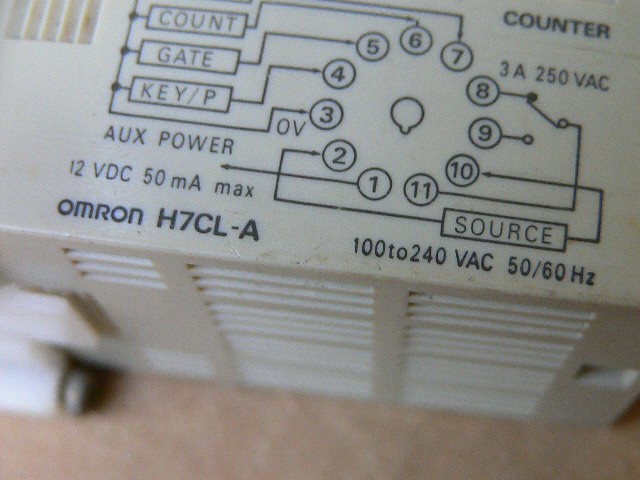 COUNTER
COUNT
6
5
7
GATE
3A 250 VAC
4
8
KEY/P
3
0V
9
AUX POWER
2
10
12 VDC 50 mA max
1
11
OMRON H7CL-A
SOURCE
100to240 VAC 50/60 Hz